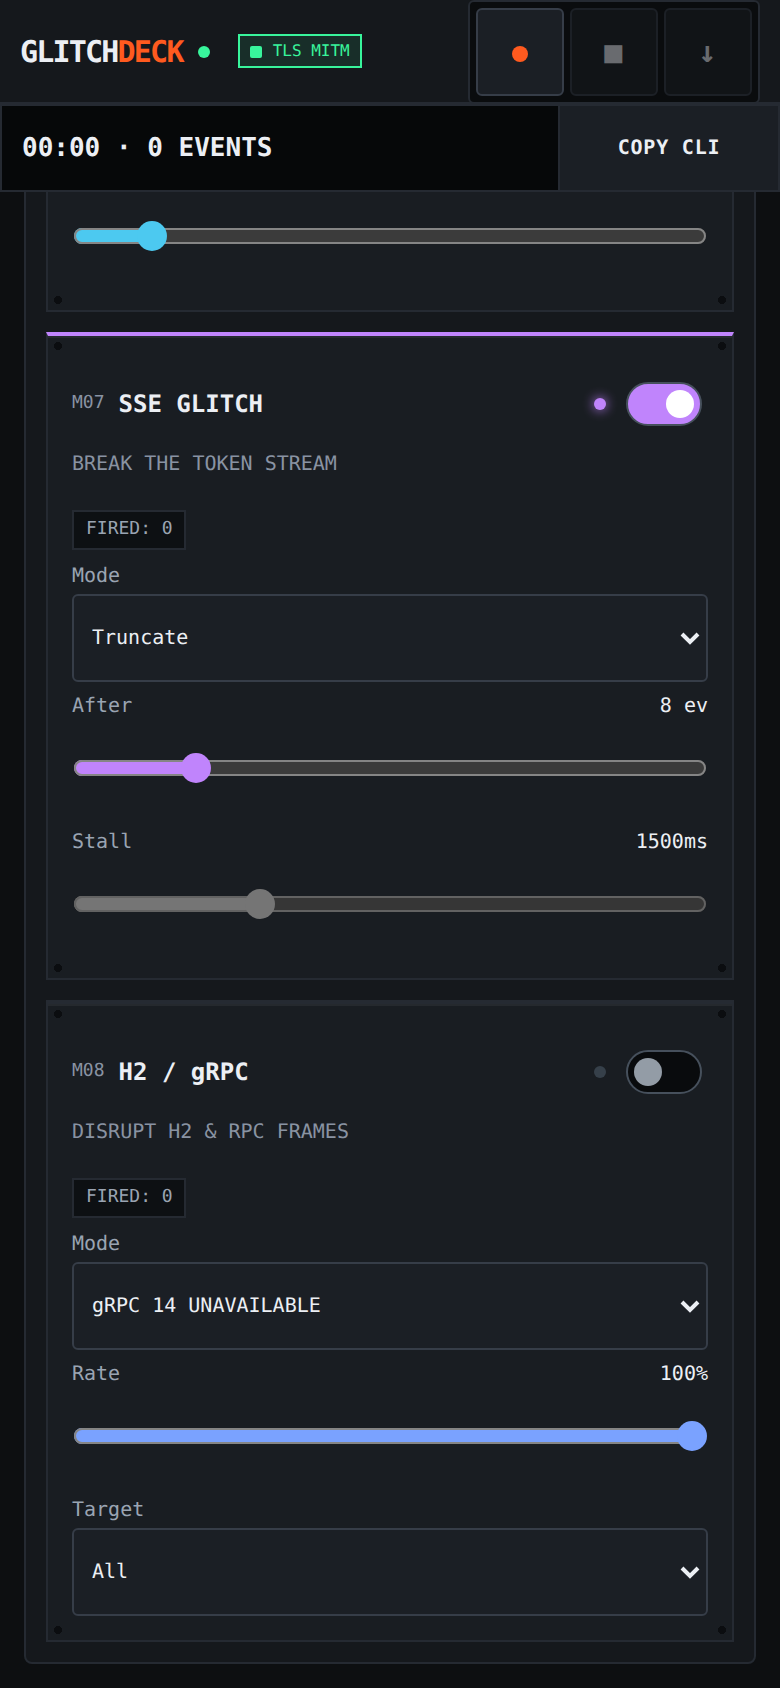 GLITCHDECK
TLS MITM
00:00 · 0 EVENTS
COPY CLI
M07 SSE GLITCH
BREAK THE TOKEN STREAM
FIRED: 0
Mode
Truncate
After 8 ev
Stall 1500ms
M08 H2 / gRPC
DISRUPT H2 & RPC FRAMES
FIRED: 0
Mode
gRPC 14 UNAVAILABLE
Rate 100%
Target
All